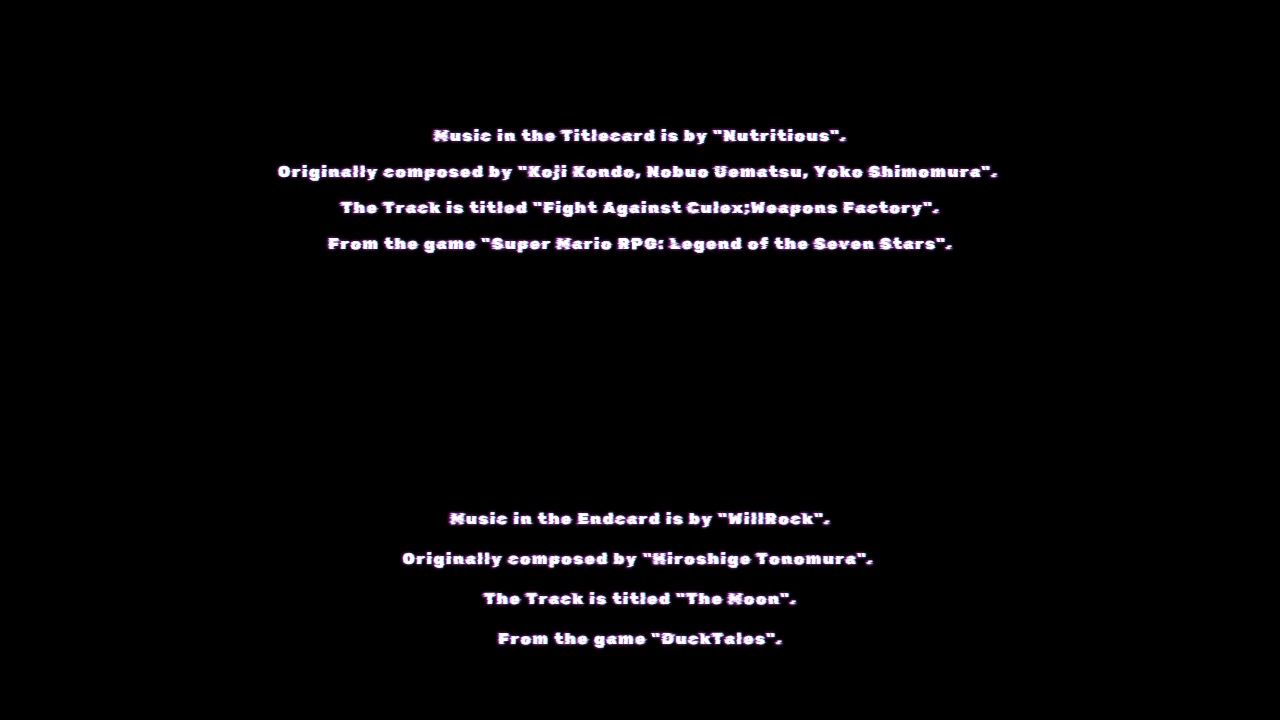 Music in the Titlecard is by "Nutritious".
Originally composed by "Koji Kondo, Nobuo Uematsu, Yoko Shimomura".
The Track is titled "Fight Against Culex;Weapons Factory".
From the game "Super Mario RPG: Legend of the Seven Stars".
Music in the Endcard is by "WillRock".
Originally composed by "Hiroshige Tonomura".
The Track is titled "The Moon".
From the game "DuckTales".